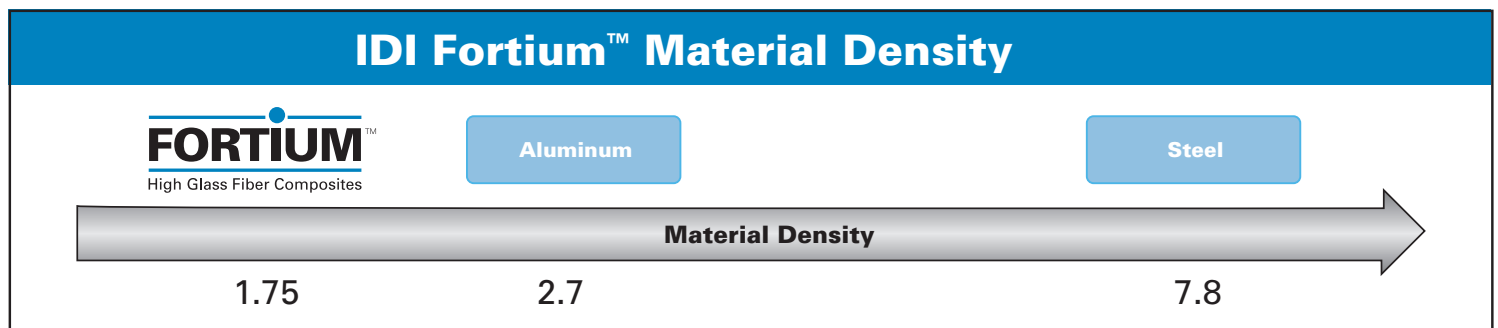 IDI Fortium™ Material Density
FORTIUM™
High Glass Fiber Composites
Aluminum
Steel
Material Density
1.75
2.7
7.8